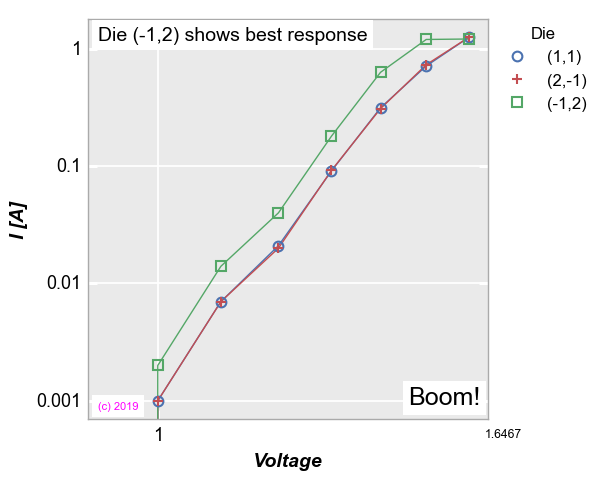 Die (-1,2) shows best response
Die
(1,1)
(2,-1)
(-1,2)
1
0.1
0.01
0.001
I [A]
(c) 2019
Boom!
1
1.6467
Voltage